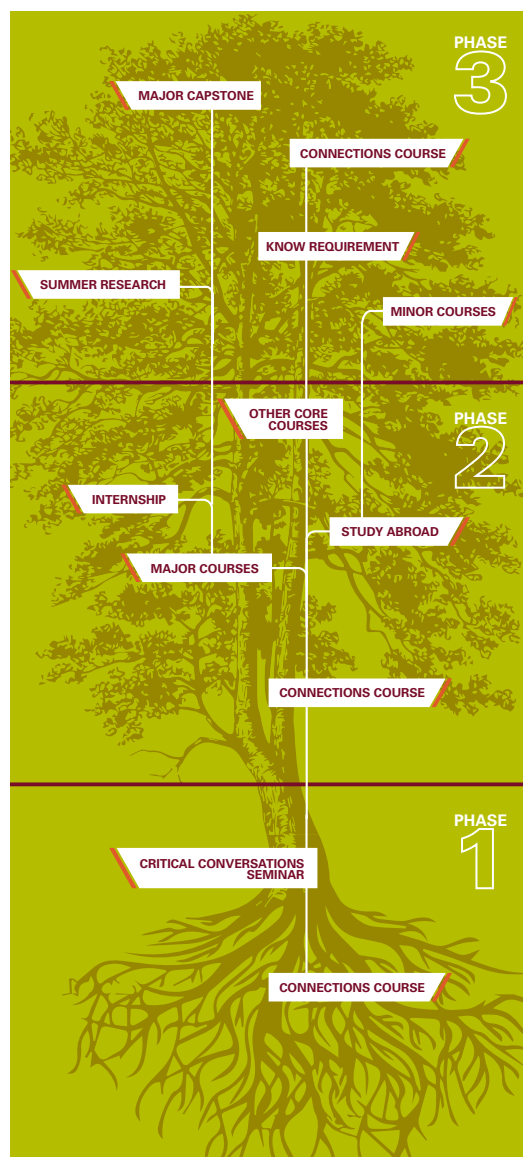 PHASE
3
MAJOR CAPSTONE
CONNECTIONS COURSE
KNOW REQUIREMENT
SUMMER RESEARCH
MINOR COURSES
PHASE
2
OTHER CORE
COURSES
INTERNSHIP
STUDY ABROAD
MAJOR COURSES
CONNECTIONS COURSE
PHASE
1
CRITICAL CONVERSATIONS
SEMINAR
CONNECTIONS COURSE